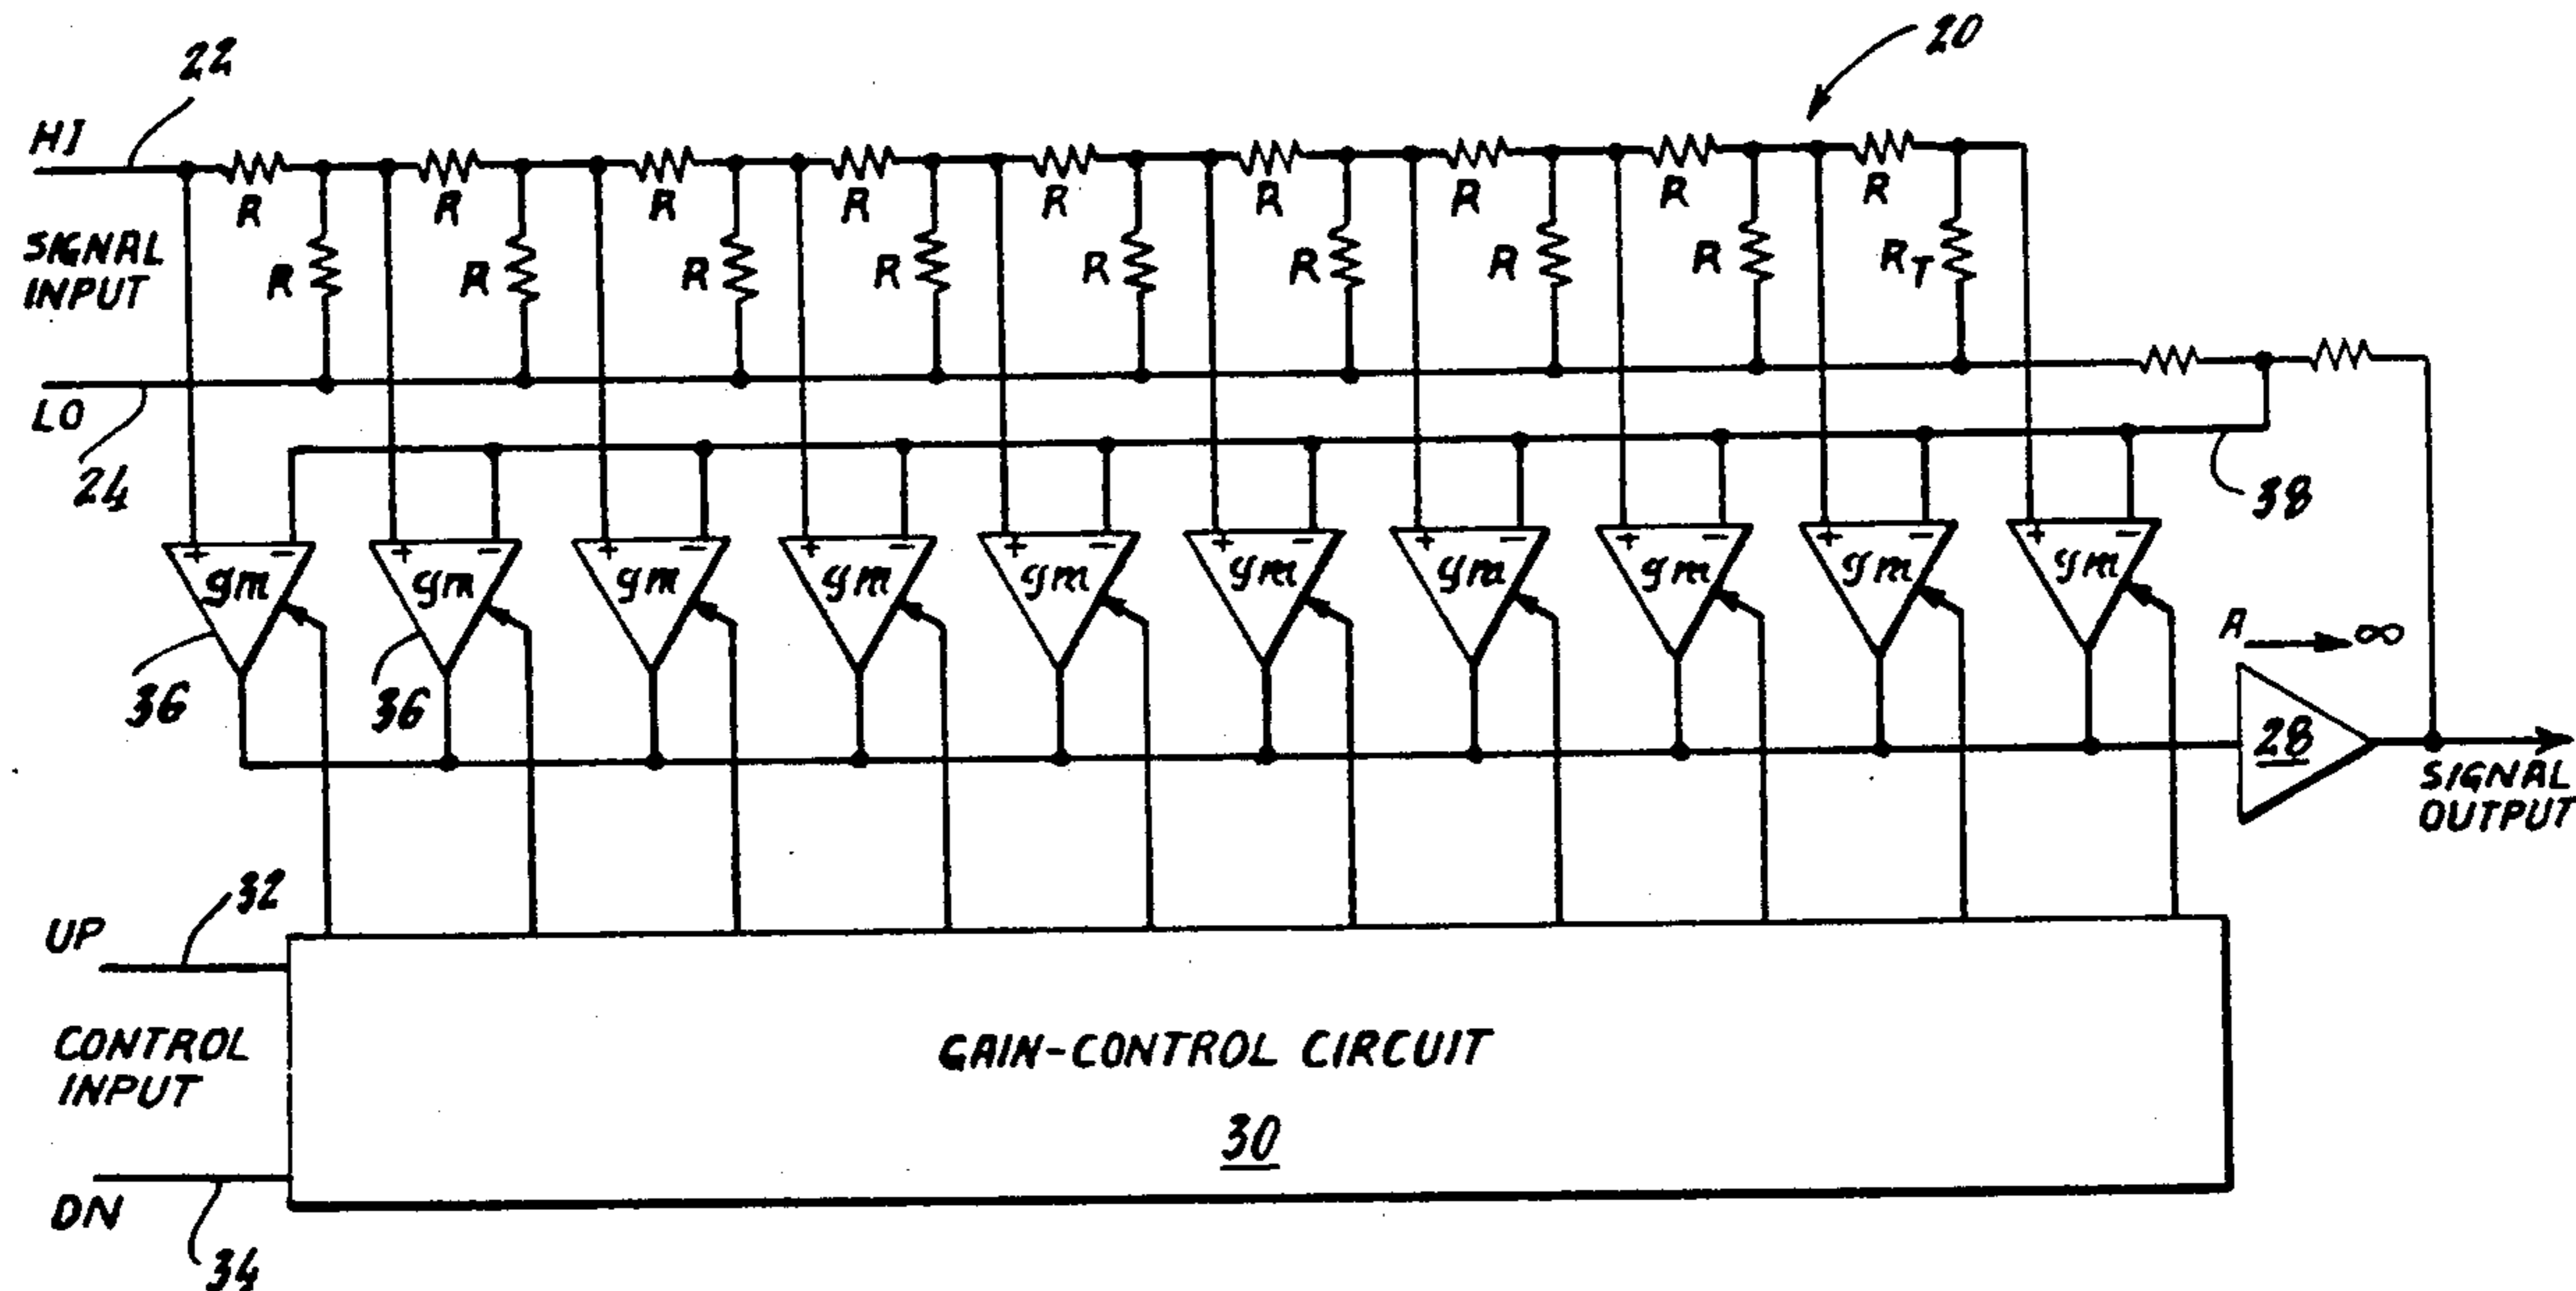 22
20
HI
R R R R R R R R R
SIGNAL
INPUT
R R R R R R R R R_T
LO
24
38
+ − + − + − + − + − + − + − + − + − + −
gm gm gm gm gm gm gm gm gm gm
A → ∞
36 36
28
SIGNAL
OUTPUT
32
UP
CONTROL
INPUT
GAIN-CONTROL CIRCUIT
30
DN
34